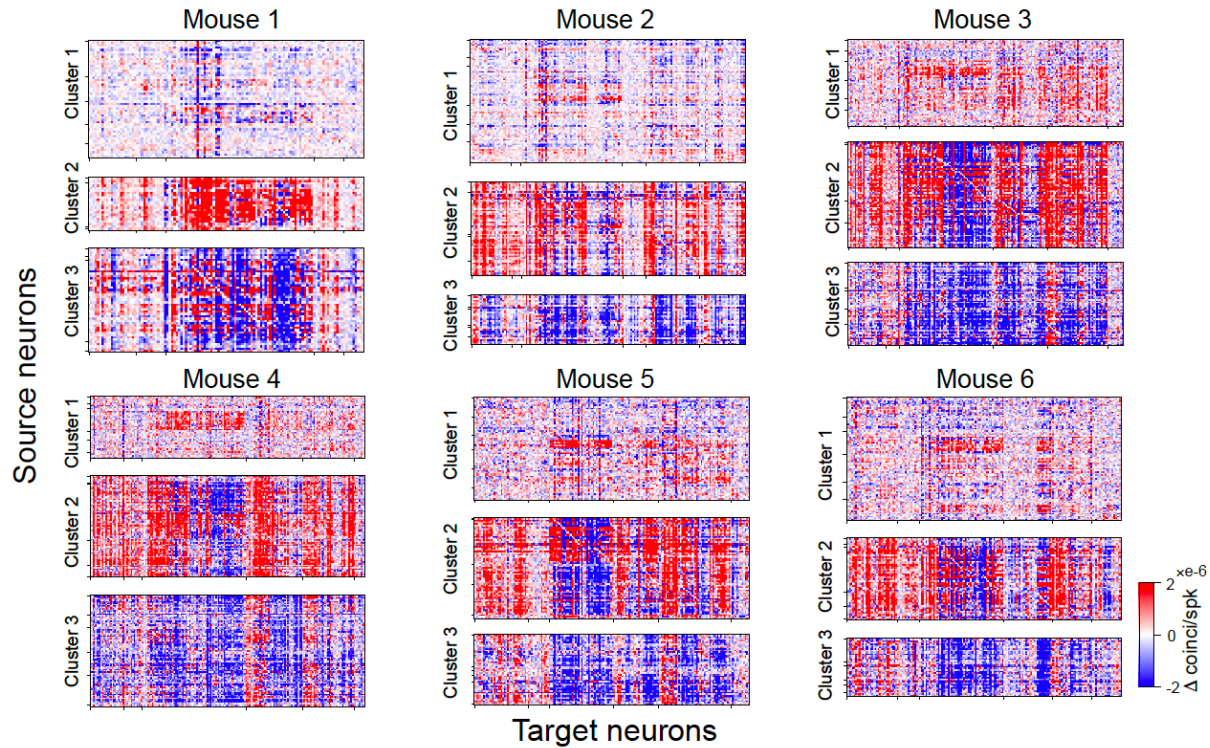 Mouse 1
Mouse 2
Mouse 3
Cluster 1
Cluster 2
Cluster 3
Cluster 1
Cluster 2
Cluster 3
Cluster 1
Cluster 2
Cluster 3
Source neurons
Mouse 4
Mouse 5
Mouse 6
Cluster 1
Cluster 2
Cluster 3
Cluster 1
Cluster 2
Cluster 3
Cluster 1
Cluster 2
Cluster 3
×e-6
2
0
-2
Δ coinci/spk
Target neurons